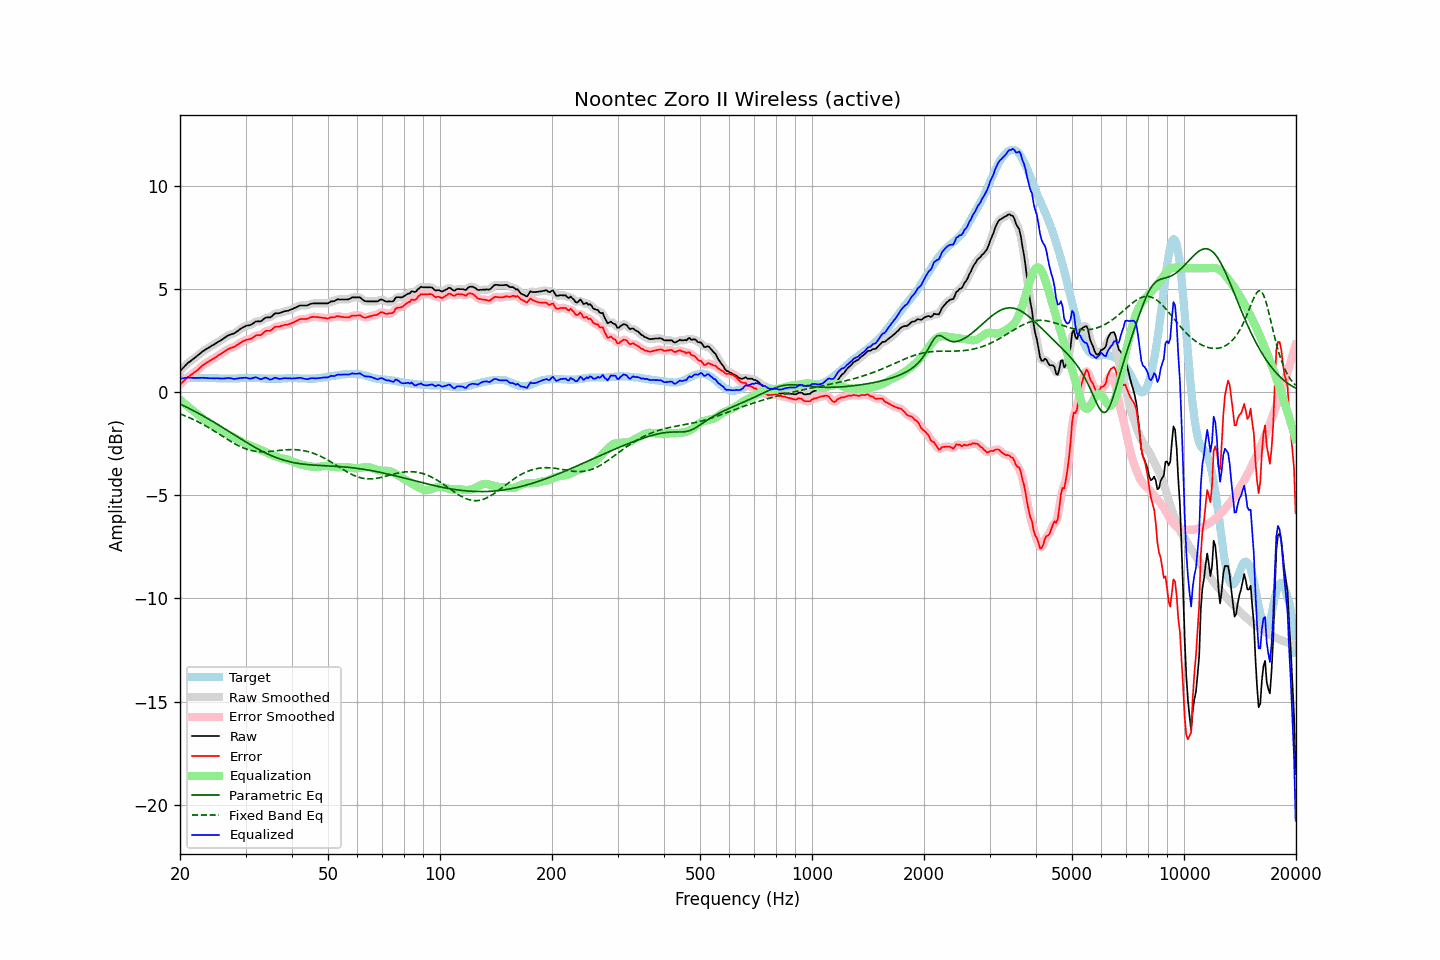 Noontec Zoro II Wireless (active)
Amplitude (dBr)
10
5
0
−5
−10
−15
−20
Target
Raw Smoothed
Error Smoothed
Raw
Error
Equalization
Parametric Eq
Fixed Band Eq
Equalized
20 50 100 200 500 1000 2000 5000 10000 20000
Frequency (Hz)